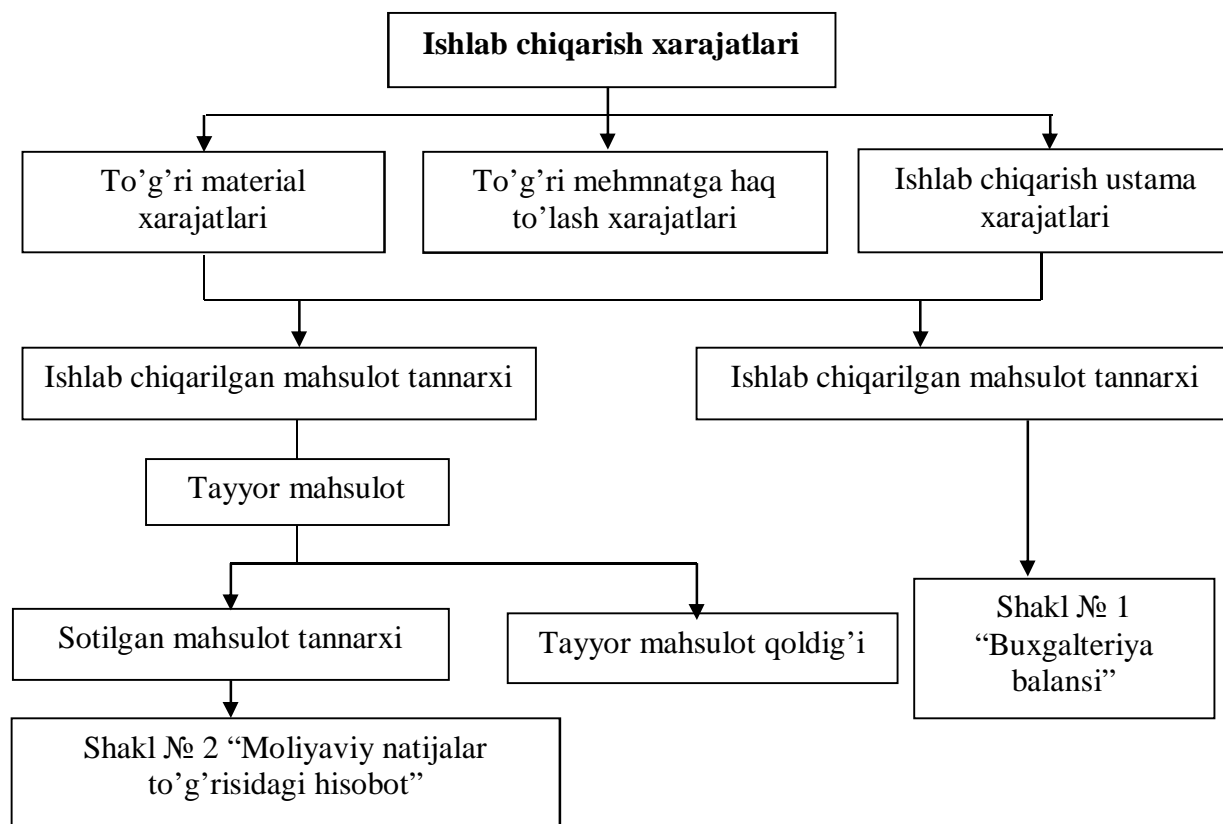 Ishlab chiqarish xarajatlari
To’g’ri material
xarajatlari
To’g’ri mehmnatga haq
to’lash xarajatlari
Ishlab chiqarish ustama
xarajatlari
Ishlab chiqarilgan mahsulot tannarxi
Ishlab chiqarilgan mahsulot tannarxi
Tayyor mahsulot
Sotilgan mahsulot tannarxi
Tayyor mahsulot qoldig’i
Shakl № 1
“Buxgalteriya
balansi”
Shakl № 2 “Moliyaviy natijalar
to’g’risidagi hisobot”